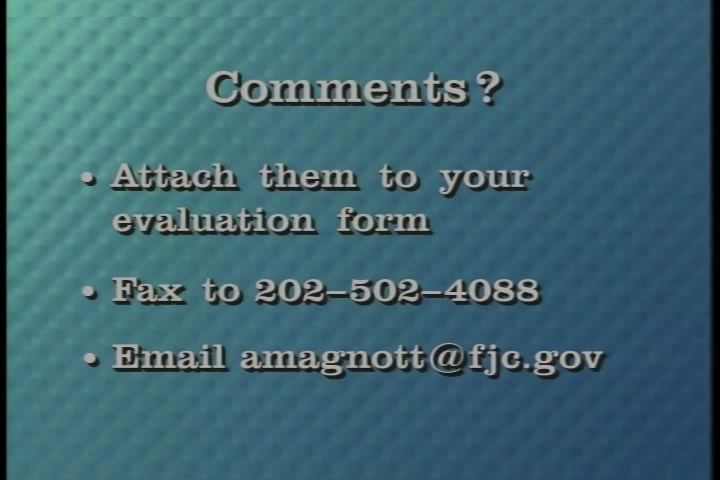 Comments?
• Attach them to your
evaluation form
• Fax to 202–502–4088
• Email amagnott@fjc.gov